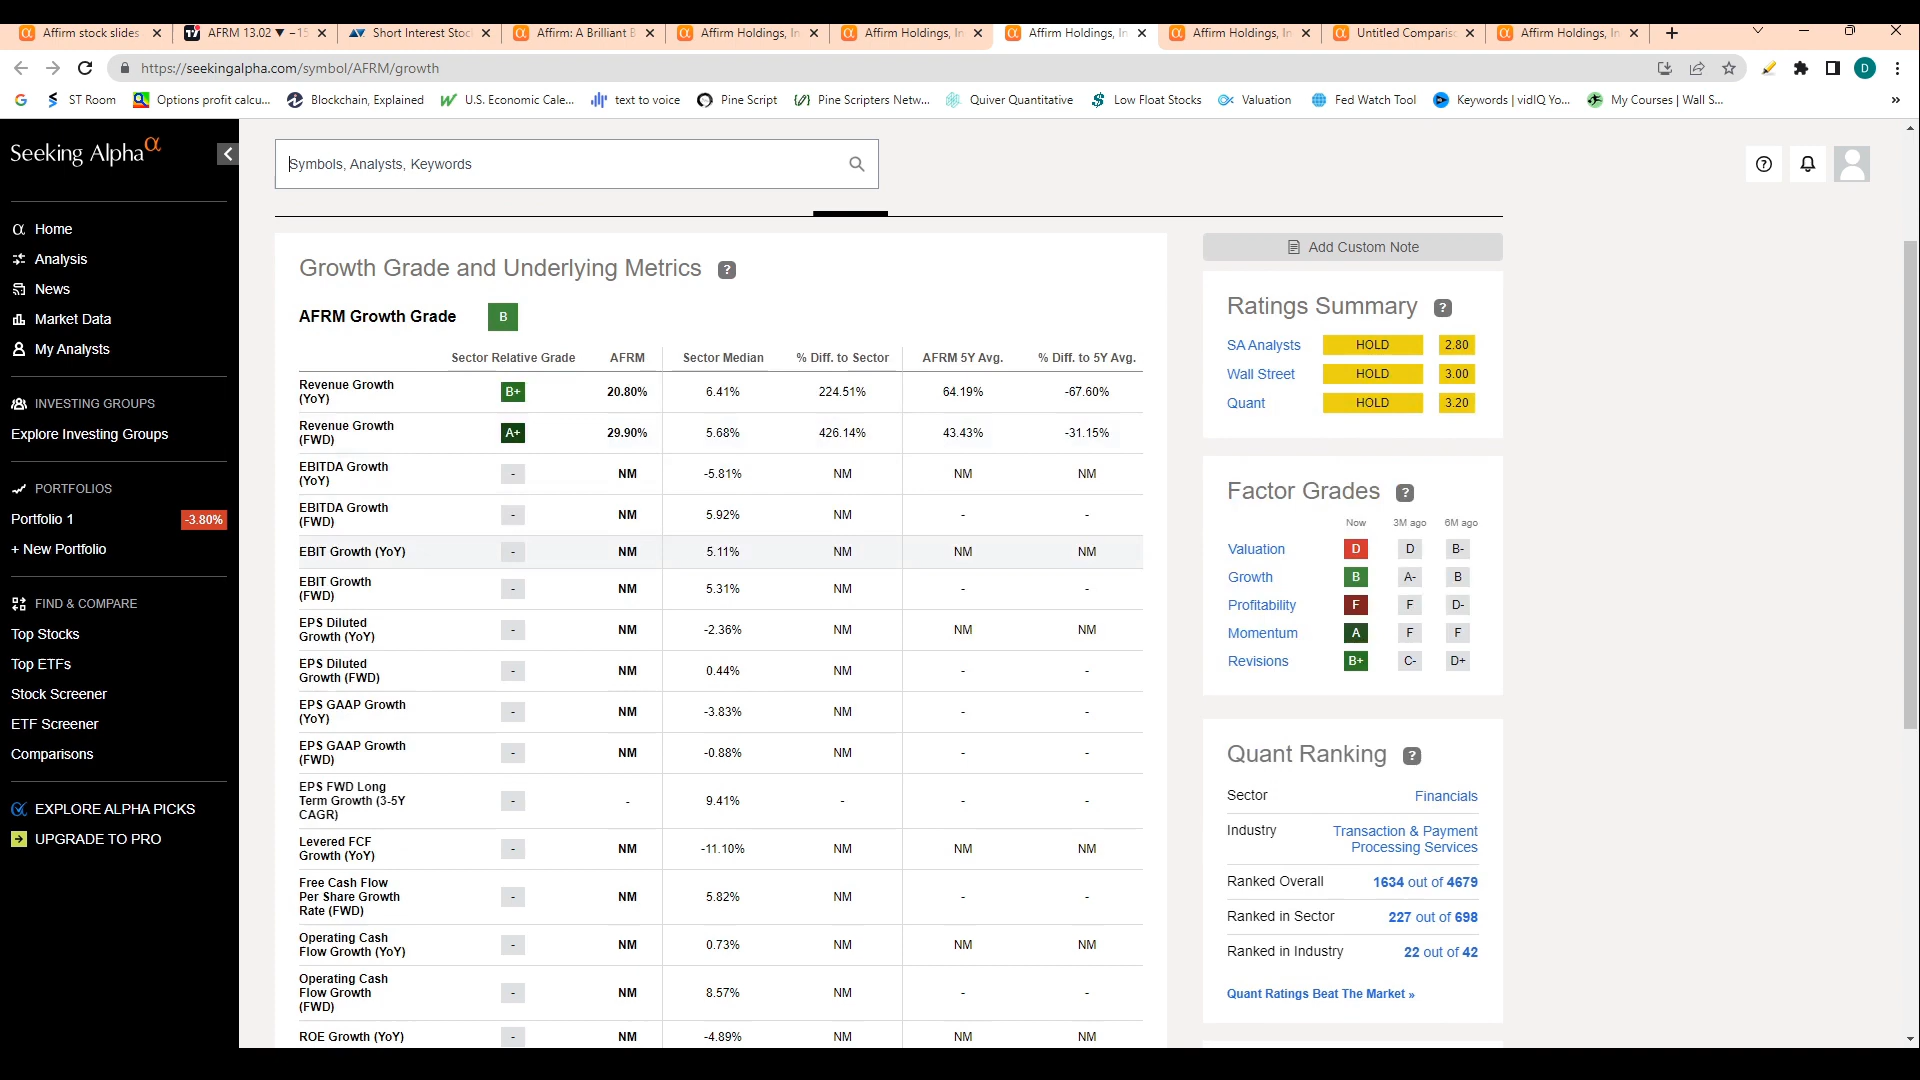 Affirm stock slides
AFRM 13.02 ▼ −15
Short Interest Stoc
Affirm: A Brilliant B
Affirm Holdings, In
Affirm Holdings, In
Affirm Holdings, In
Affirm Holdings, In
Untitled Comparis
Affirm Holdings, In
https://seekingalpha.com/symbol/AFRM/growth
D
ST Room
Options profit calcu...
Blockchain, Explained
U.S. Economic Cale...
text to voice
Pine Script
Pine Scripters Netw...
Quiver Quantitative
Low Float Stocks
Valuation
Fed Watch Tool
Keywords | vidIQ Yo...
My Courses | Wall S...
»
Seeking Alpha α
Symbols, Analysts, Keywords
Home
Analysis
News
Market Data
My Analysts
INVESTING GROUPS
Explore Investing Groups
PORTFOLIOS
Portfolio 1 -3.80%
+ New Portfolio
FIND & COMPARE
Top Stocks
Top ETFs
Stock Screener
ETF Screener
Comparisons
EXPLORE ALPHA PICKS
UPGRADE TO PRO
Growth Grade and Underlying Metrics ?
AFRM Growth Grade B
Sector Relative Grade AFRM Sector Median % Diff. to Sector AFRM 5Y Avg. % Diff. to 5Y Avg.
Revenue Growth
(YoY) B+ 20.80% 6.41% 224.51% 64.19% -67.60%
Revenue Growth
(FWD) A+ 29.90% 5.68% 426.14% 43.43% -31.15%
EBITDA Growth
(YoY) - NM -5.81% NM NM NM
EBITDA Growth
(FWD) - NM 5.92% NM - -
EBIT Growth (YoY) - NM 5.11% NM NM NM
EBIT Growth
(FWD) - NM 5.31% NM - -
EPS Diluted
Growth (YoY) - NM -2.36% NM NM NM
EPS Diluted
Growth (FWD) - NM 0.44% NM - -
EPS GAAP Growth
(YoY) - NM -3.83% NM - -
EPS GAAP Growth
(FWD) - NM -0.88% NM - -
EPS FWD Long
Term Growth (3-5Y
CAGR) - - 9.41% - - -
Levered FCF
Growth (YoY) - NM -11.10% NM NM NM
Free Cash Flow
Per Share Growth
Rate (FWD) - NM 5.82% NM - -
Operating Cash
Flow Growth (YoY) - NM 0.73% NM NM NM
Operating Cash
Flow Growth
(FWD) - NM 8.57% NM - -
ROE Growth (YoY) - NM -4.89% NM NM NM
Add Custom Note
Ratings Summary ?
SA Analysts HOLD 2.80
Wall Street HOLD 3.00
Quant HOLD 3.20
Factor Grades ?
Now 3M ago 6M ago
Valuation D D B-
Growth B A- B
Profitability F F D-
Momentum A F F
Revisions B+ C- D+
Quant Ranking ?
Sector Financials
Industry Transaction & Payment
Processing Services
Ranked Overall 1634 out of 4679
Ranked in Sector 227 out of 698
Ranked in Industry 22 out of 42
Quant Ratings Beat The Market »